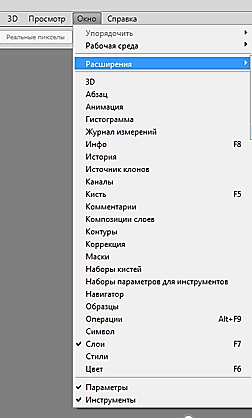 3D Просмотр Окно Справка
Реальные пикселы
Упорядочить
Рабочая среда
Расширения
3D
Абзац
Анимация
Гистограмма
Журнал измерений
Инфо F8
История
Источник клонов
Каналы
Кисть F5
Комментарии
Композиции слоев
Контуры
Коррекция
Маски
Наборы кистей
Наборы параметров для инструментов
Навигатор
Образцы
Операции Alt+F9
Символ
Слои F7
Стили
Цвет F6
Параметры
Инструменты